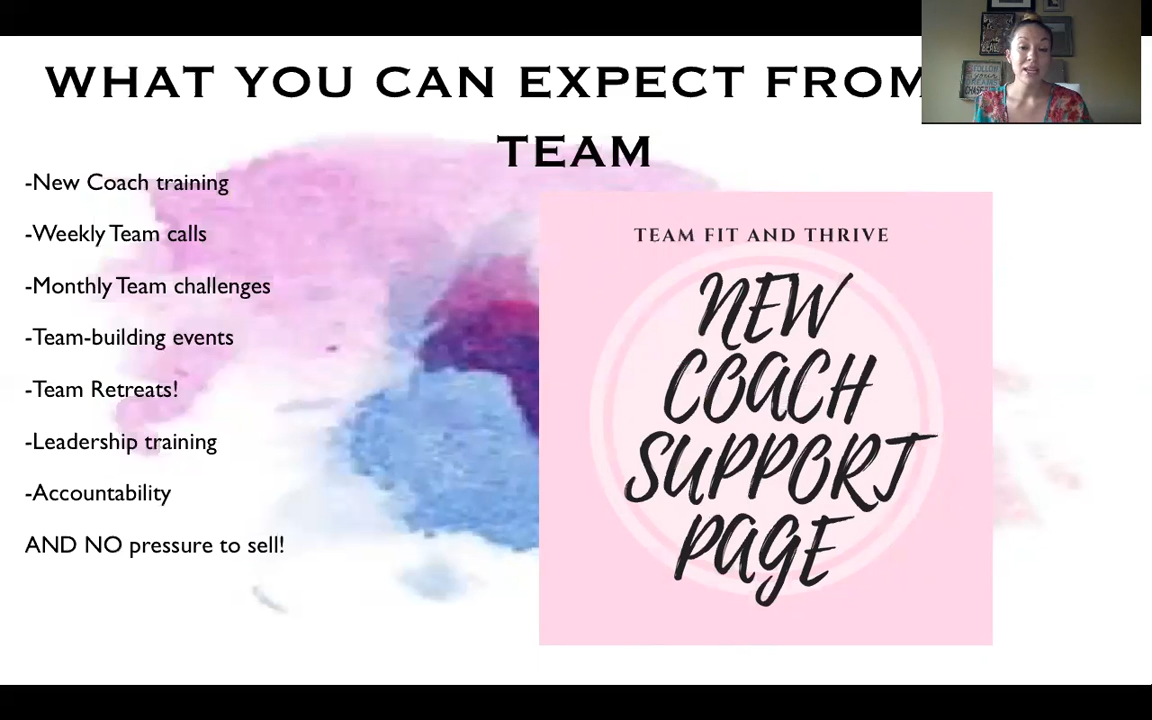 WHAT YOU CAN EXPECT FROM
TEAM
-New Coach training
-Weekly Team calls
-Monthly Team challenges
-Team-building events
-Team Retreats!
-Leadership training
-Accountability
AND NO pressure to sell!
TEAM FIT AND THRIVE
NEW
COACH
SUPPORT
PAGE